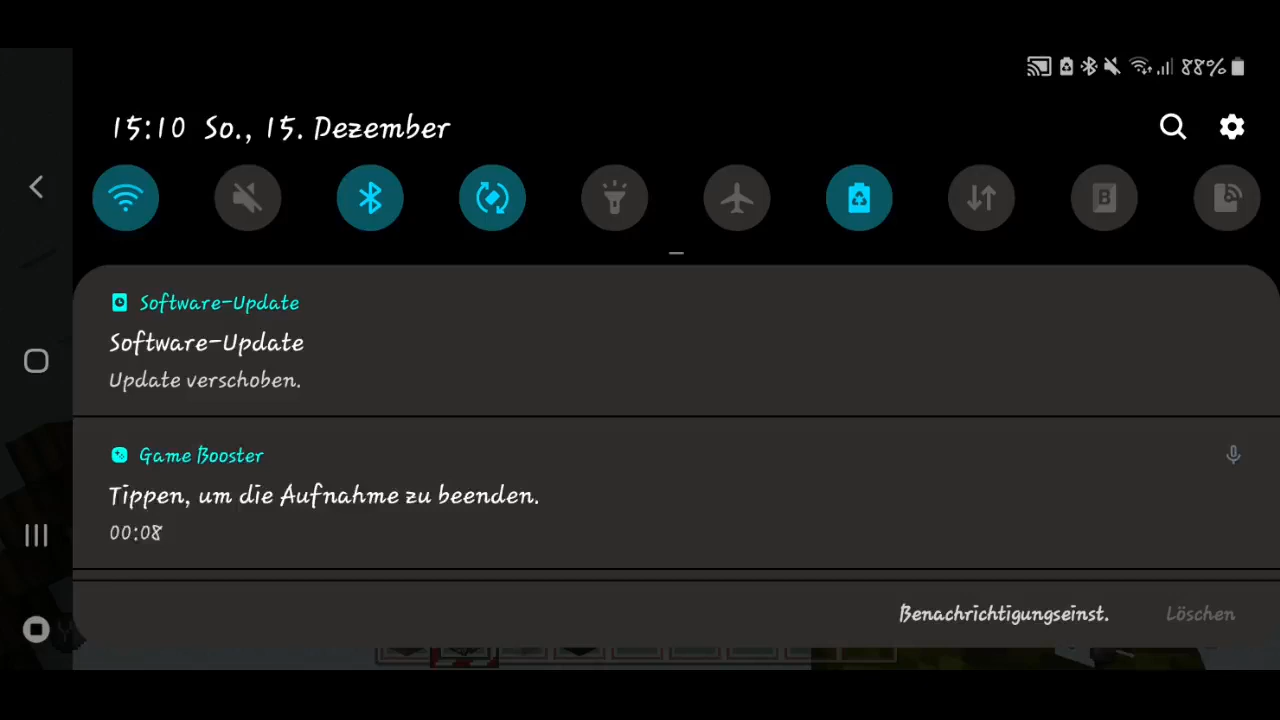 88%
15:10 So., 15. Dezember
B
Software-Update
Software-Update
Update verschoben.
Game Booster
Tippen, um die Aufnahme zu beenden.
00:08
Benachrichtigungseinst. Löschen